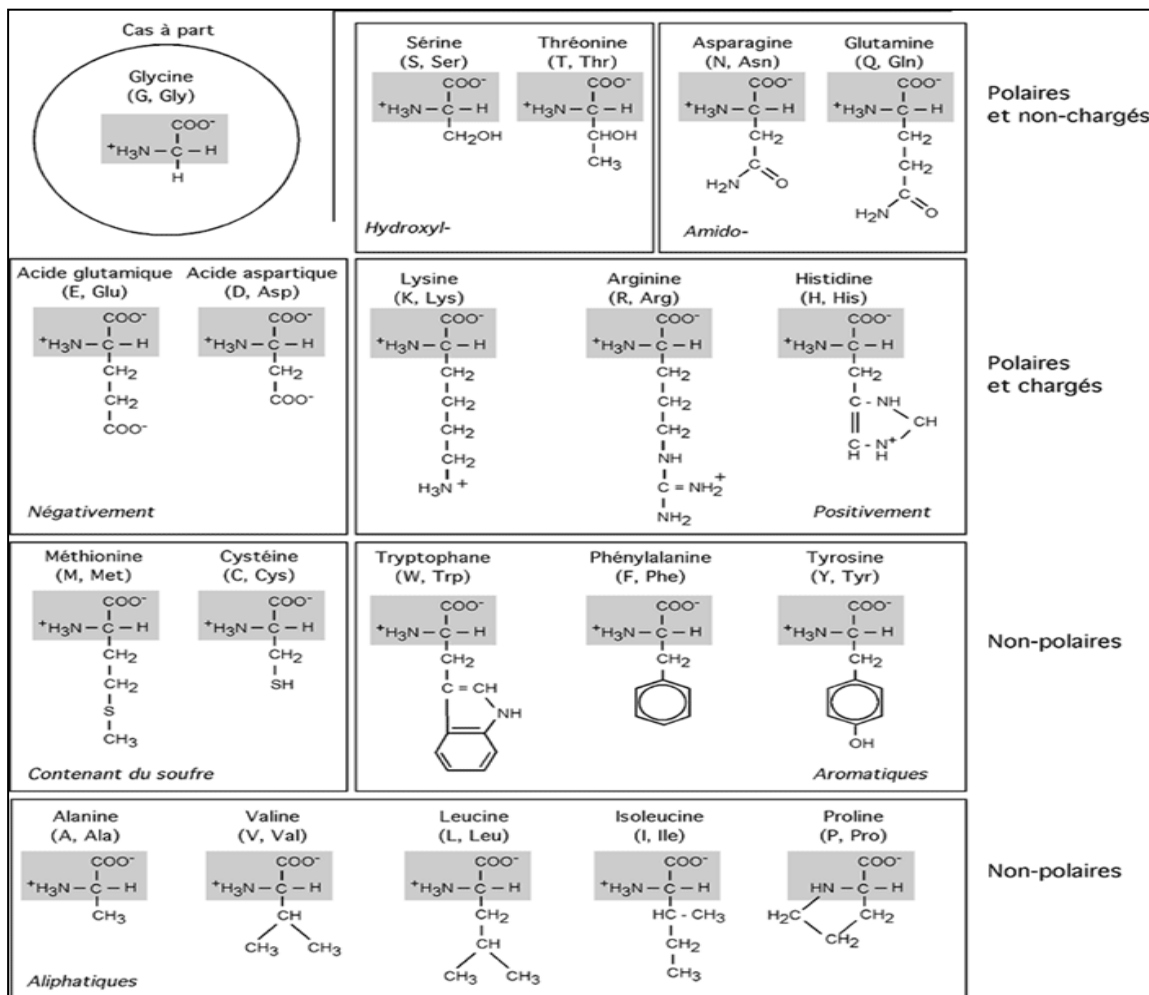 Cas à part
Glycine
(G, Gly)
COO⁻
⁺H₃N — C — H
H
Sérine
(S, Ser)
COO⁻
⁺H₃N — C — H
CH₂OH
Thréonine
(T, Thr)
COO⁻
⁺H₃N — C — H
CHOH
CH₃
Hydroxyl-
Asparagine
(N, Asn)
COO⁻
⁺H₃N — C — H
CH₂
C
H₂N O
Glutamine
(Q, Gln)
COO⁻
⁺H₃N — C — H
CH₂
CH₂
C
H₂N O
Amido-
Polaires
et non-chargés
Acide glutamique
(E, Glu)
COO⁻
⁺H₃N — C — H
CH₂
CH₂
COO⁻
Acide aspartique
(D, Asp)
COO⁻
⁺H₃N — C — H
CH₂
COO⁻
Négativement
Lysine
(K, Lys)
COO⁻
⁺H₃N — C — H
CH₂
CH₂
CH₂
CH₂
H₃N⁺
Arginine
(R, Arg)
COO⁻
⁺H₃N — C — H
CH₂
CH₂
CH₂
NH
C = NH₂⁺
NH₂
Histidine
(H, His)
COO⁻
⁺H₃N — C — H
CH₂
C - NH
CH
C - N⁺
H H
Positivement
Polaires
et chargés
Méthionine
(M, Met)
COO⁻
⁺H₃N — C — H
CH₂
CH₂
S
CH₃
Cystéine
(C, Cys)
COO⁻
⁺H₃N — C — H
CH₂
SH
Contenant du soufre
Tryptophane
(W, Trp)
COO⁻
⁺H₃N — C — H
CH₂
C = CH
NH
Phénylalanine
(F, Phe)
COO⁻
⁺H₃N — C — H
CH₂
Tyrosine
(Y, Tyr)
COO⁻
⁺H₃N — C — H
CH₂
OH
Aromatiques
Non-polaires
Alanine
(A, Ala)
COO⁻
⁺H₃N — C — H
CH₃
Valine
(V, Val)
COO⁻
⁺H₃N — C — H
CH
CH₃ CH₃
Leucine
(L, Leu)
COO⁻
⁺H₃N — C — H
CH₂
CH
CH₃ CH₃
Isoleucine
(I, Ile)
COO⁻
⁺H₃N — C — H
HC - CH₃
CH₂
CH₃
Proline
(P, Pro)
COO⁻
HN — C — H
H₂C CH₂
CH₂
Aliphatiques
Non-polaires